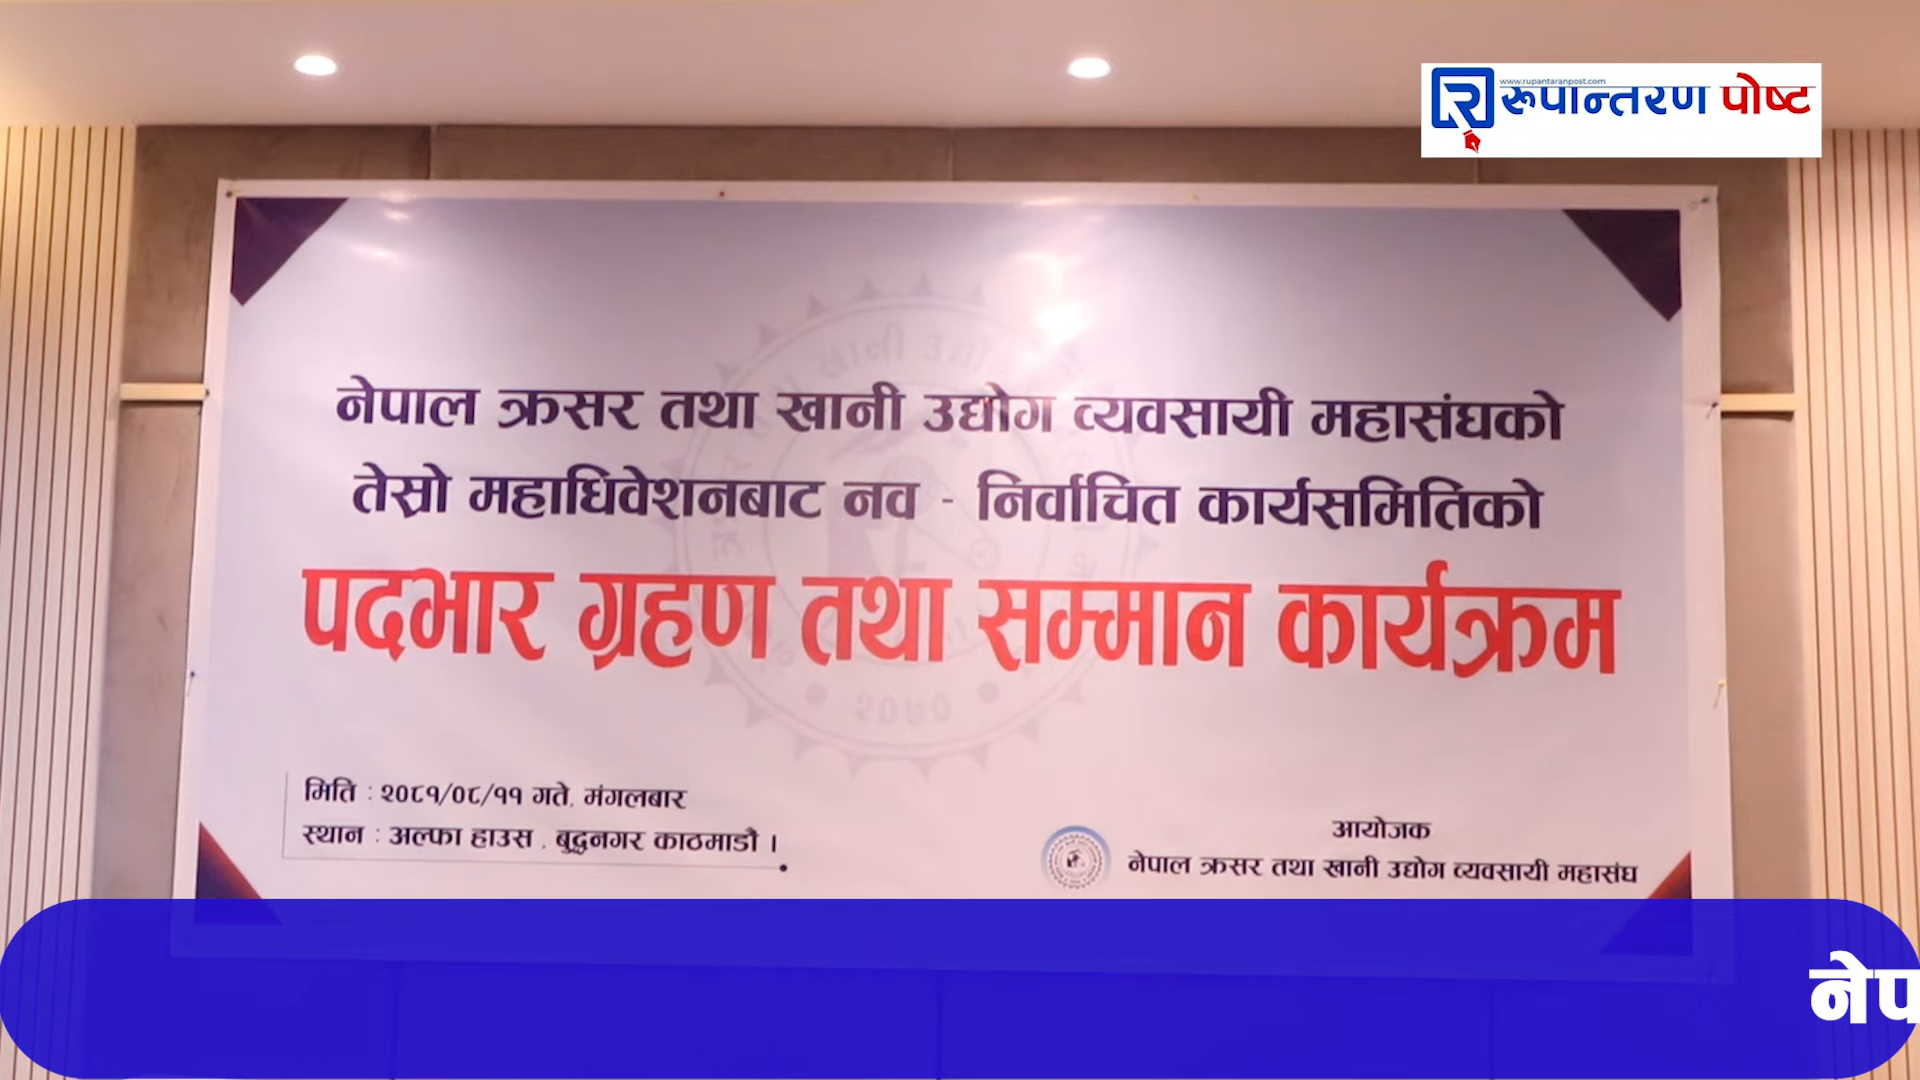 www.rupantaranpost.com
रुपान्तरण पोष्ट
नेपाल क्रसर तथा खानी उद्योग व्यवसायी महासंघको
तेस्रो महाधिवेशनबाट नव - निर्वाचित कार्यसमितिको
पदभार ग्रहण तथा सम्मान कार्यक्रम
२०५०
मिति : २०८१/०८/११ गते, मंगलबार
स्थान : अल्फा हाउस , बुद्धनगर काठमाडौ ।
आयोजक
नेपाल क्रसर तथा खानी उद्योग व्यवसायी महासंघ
नेप